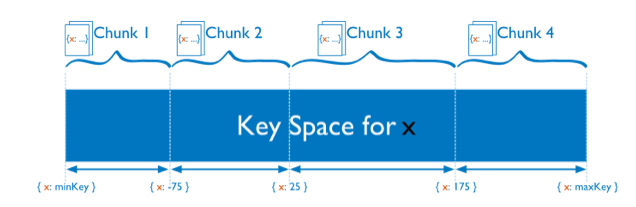 {x: ...} Chunk 1 {x: ...} Chunk 2 {x: ...} Chunk 3 {x: ...} Chunk 4
Key Space for x
{ x: minKey } { x: -75 } { x: 25 } { x: 175 } { x: maxKey }